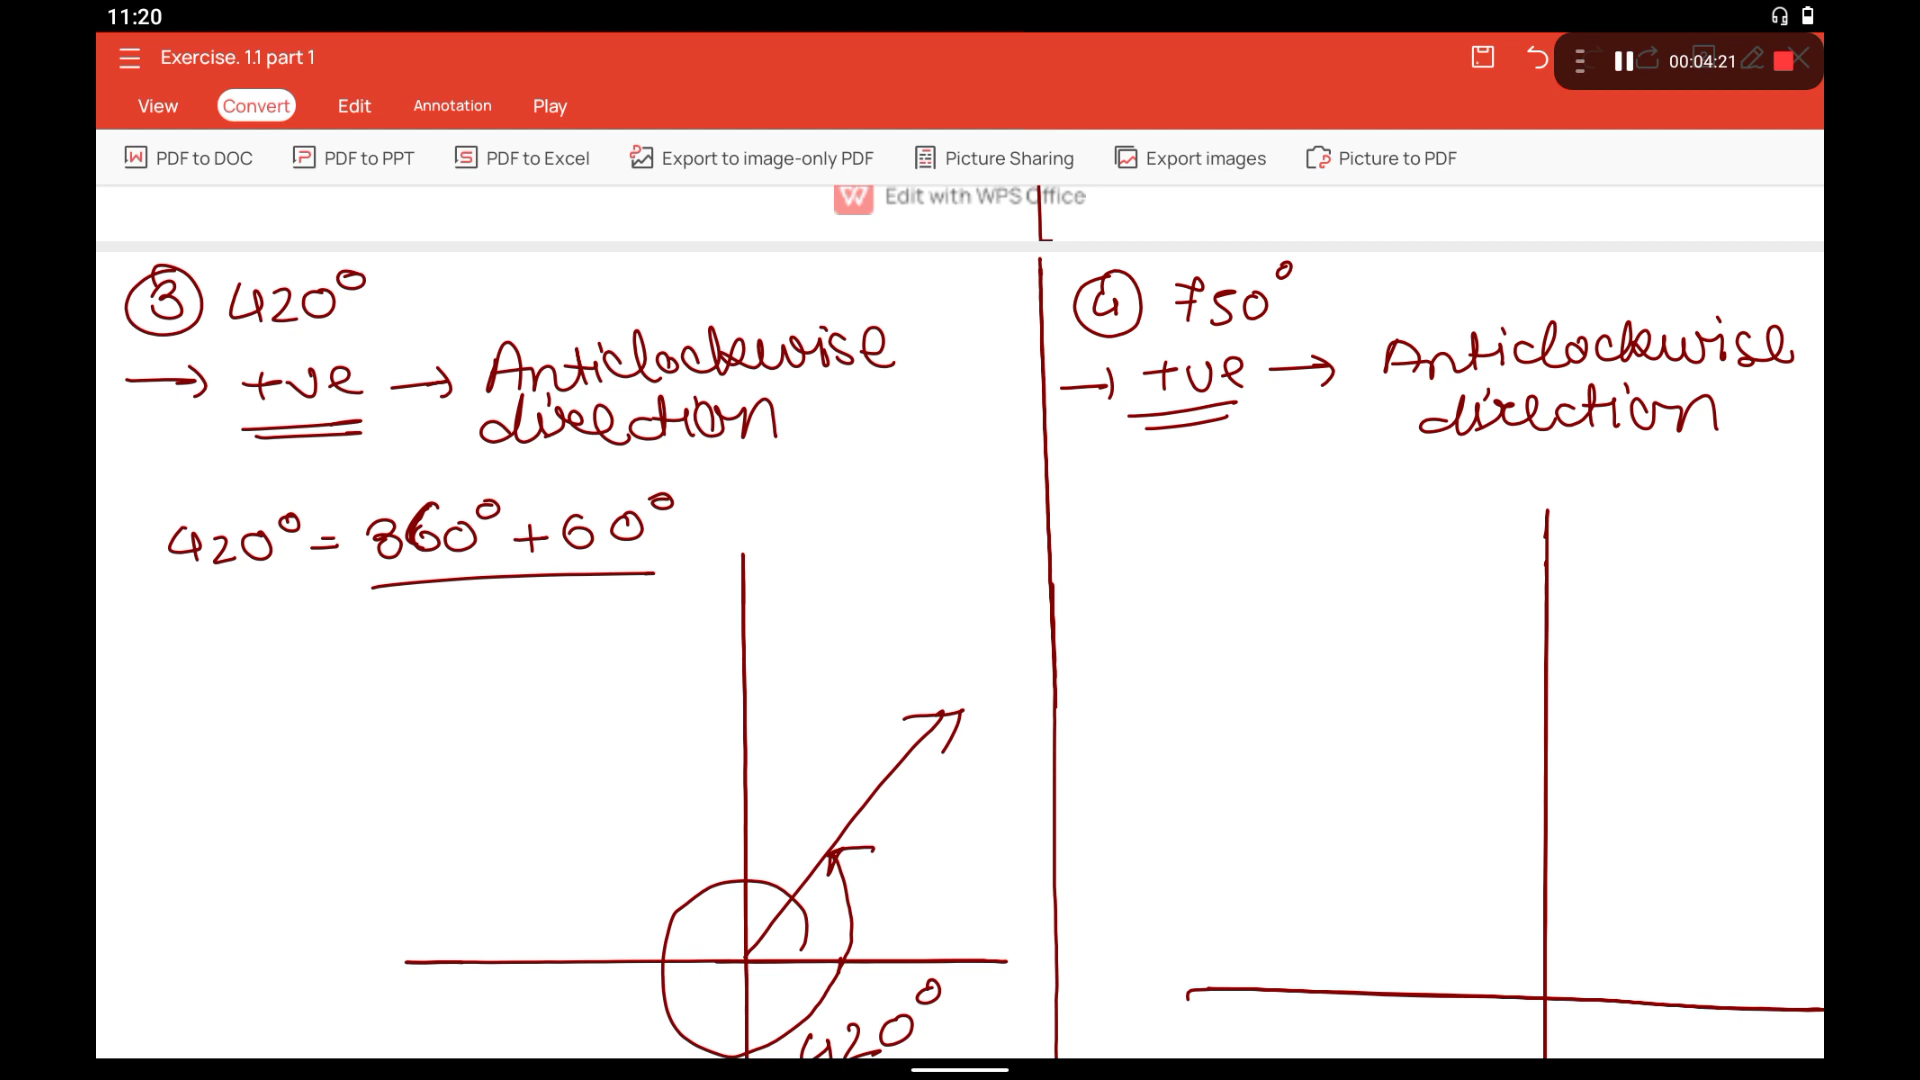 11:20
Exercise. 1.1 part 1
00:04:21
View Convert Edit Annotation Play
PDF to DOC PDF to PPT PDF to Excel Export to image-only PDF Picture Sharing Export images Picture to PDF
Edit with WPS Office
③ 420°
→ +ve → Anticlockwise
direction
420° = 360° + 60°
420°
④ 750°
→ +ve → Anticlockwise
direction